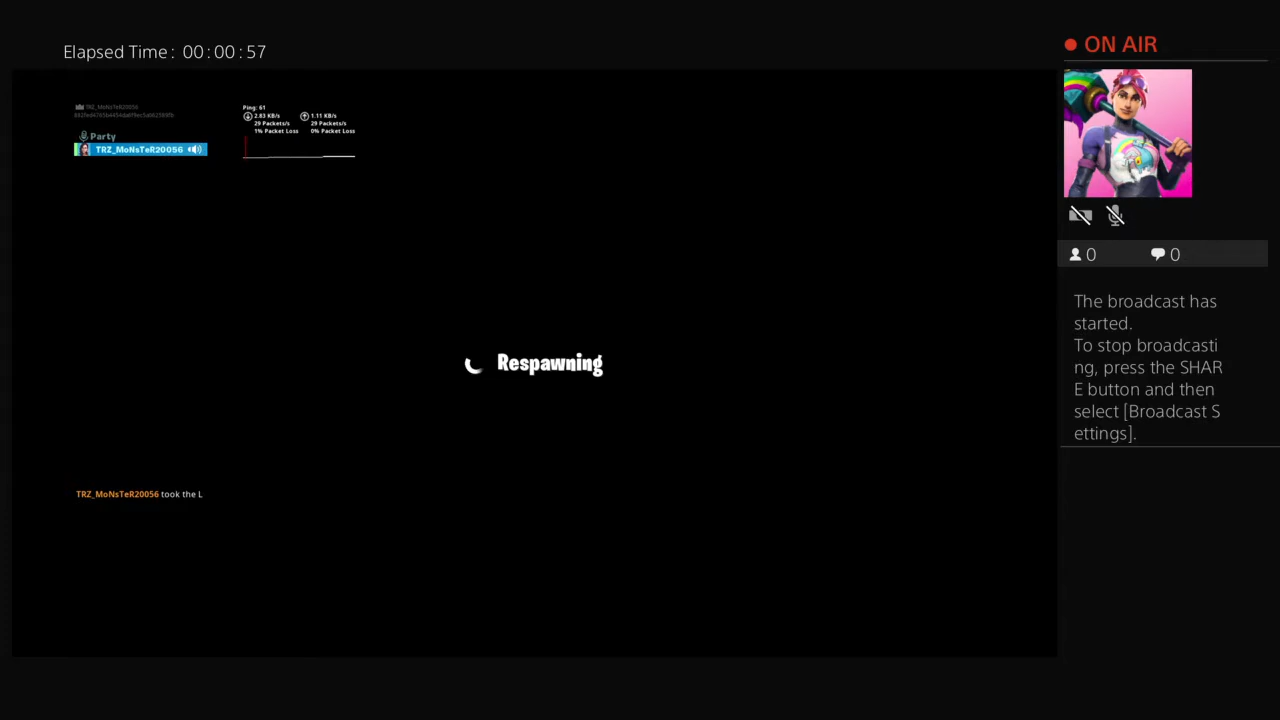 Elapsed Time: 00:00:57
ON AIR
TRZ_MoNsTeR20056
Party
TRZ_MoNsTeR20056
Ping: 61
2.83 KB/s
1.11 KB/s
29 Packets/s
29 Packets/s
1% Packet Loss
0% Packet Loss
0
0
The broadcast has
started.
To stop broadcasti
ng, press the SHAR
E button and then
select [Broadcast S
ettings].
Respawning
TRZ_MoNsTeR20056 took the L